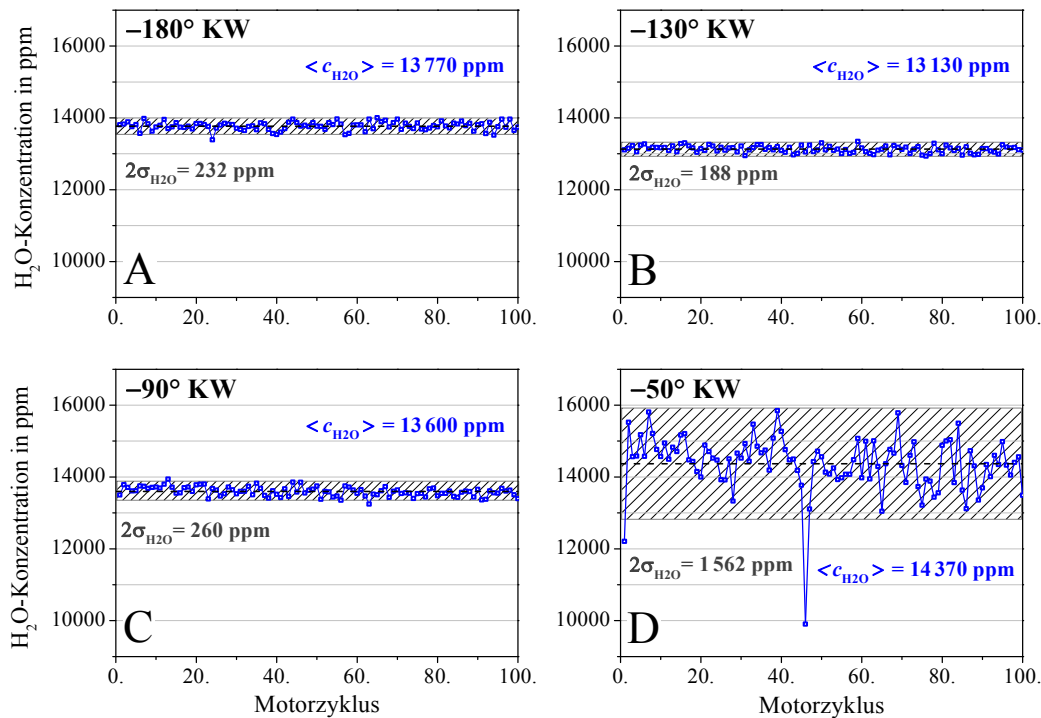 H₂O-Konzentration in ppm
16000
14000
12000
10000
−180° KW
<c_H2O> = 13 770 ppm
2σ_H2O = 232 ppm
A
0. 20. 40. 60. 80. 100.
16000
14000
12000
10000
−130° KW
<c_H2O> = 13 130 ppm
2σ_H2O = 188 ppm
B
0. 20. 40. 60. 80. 100.
H₂O-Konzentration in ppm
16000
14000
12000
10000
−90° KW
<c_H2O> = 13 600 ppm
2σ_H2O = 260 ppm
C
0. 20. 40. 60. 80. 100.
Motorzyklus
16000
14000
12000
10000
−50° KW
2σ_H2O = 1 562 ppm
<c_H2O> = 14 370 ppm
D
0. 20. 40. 60. 80. 100.
Motorzyklus